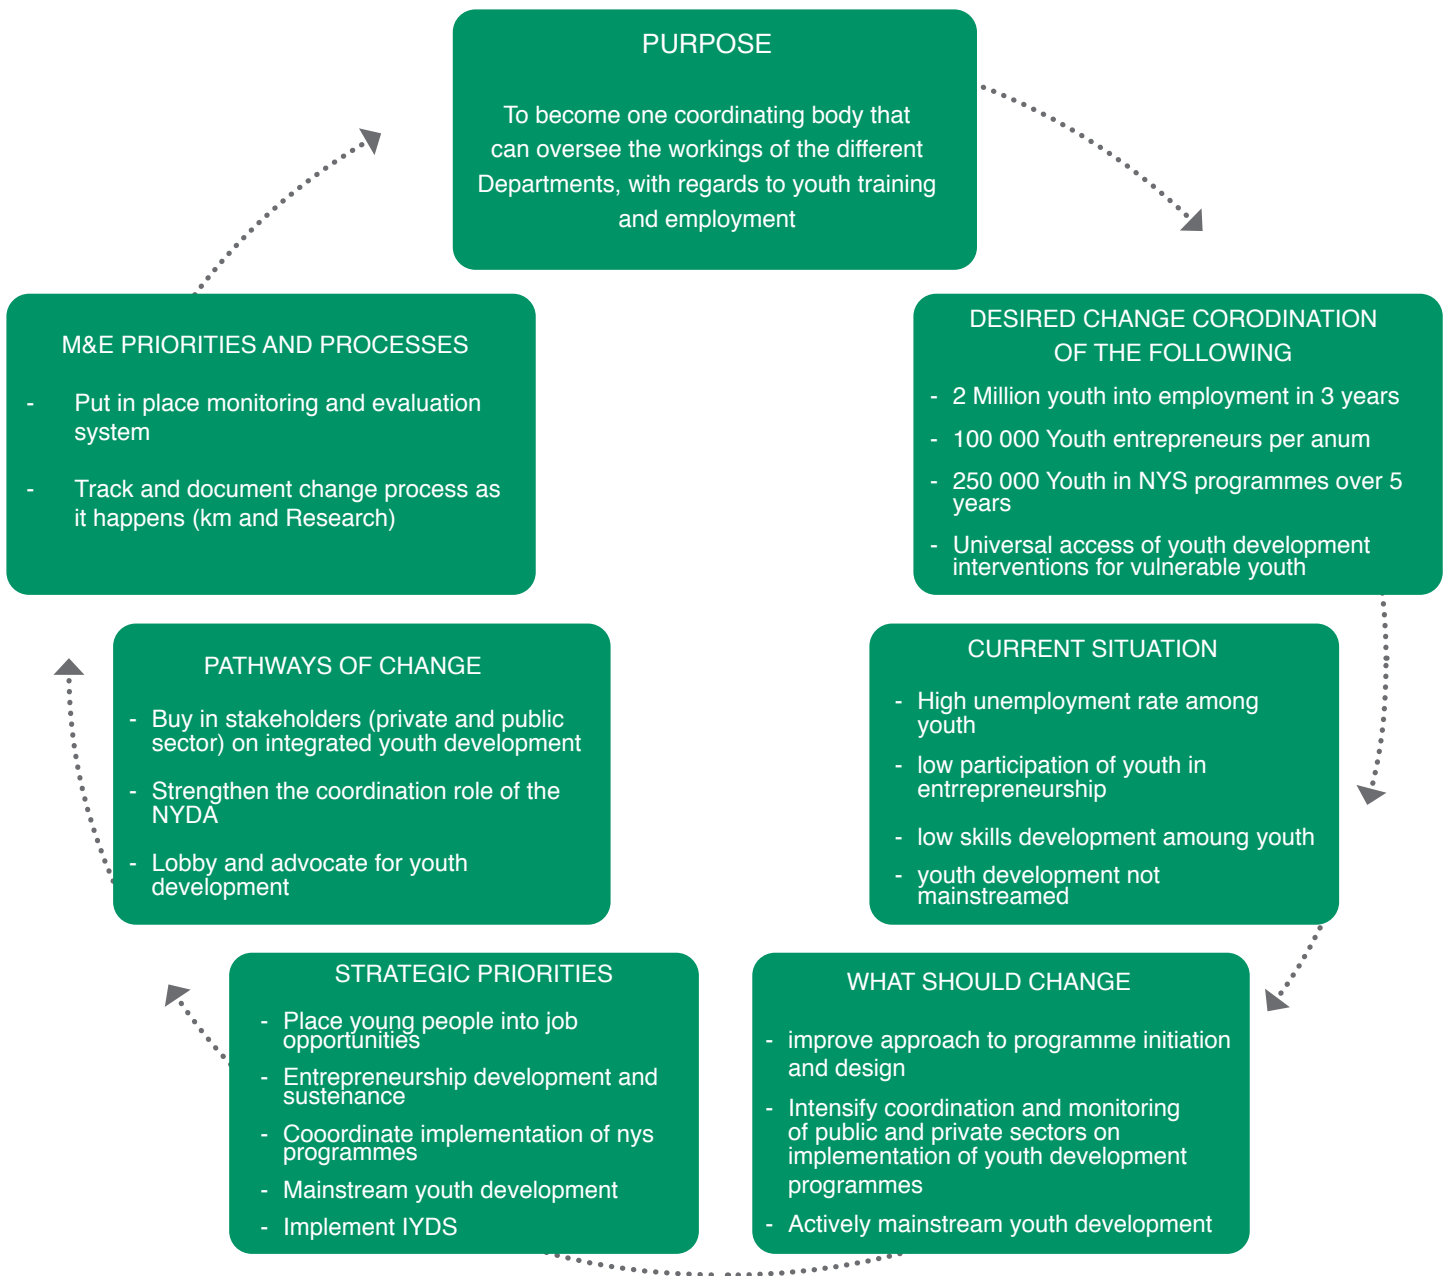 PURPOSE
To become one coordinating body that
can oversee the workings of the different
Departments, with regards to youth training
and employment
DESIRED CHANGE CORODINATION
OF THE FOLLOWING
- 2 Million youth into employment in 3 years
- 100 000 Youth entrepreneurs per anum
- 250 000 Youth in NYS programmes over 5
years
- Universal access of youth development
interventions for vulnerable youth
CURRENT SITUATION
- High unemployment rate among
youth
- low participation of youth in
entrrepreneurship
- low skills development amoung youth
- youth development not
mainstreamed
WHAT SHOULD CHANGE
- improve approach to programme initiation
and design
- Intensify coordination and monitoring
of public and private sectors on
implementation of youth development
programmes
- Actively mainstream youth development
STRATEGIC PRIORITIES
- Place young people into job
opportunities
- Entrepreneurship development and
sustenance
- Cooordinate implementation of nys
programmes
- Mainstream youth development
- Implement IYDS
PATHWAYS OF CHANGE
- Buy in stakeholders (private and public
sector) on integrated youth development
- Strengthen the coordination role of the
NYDA
- Lobby and advocate for youth
development
M&E PRIORITIES AND PROCESSES
- Put in place monitoring and evaluation
system
- Track and document change process as
it happens (km and Research)